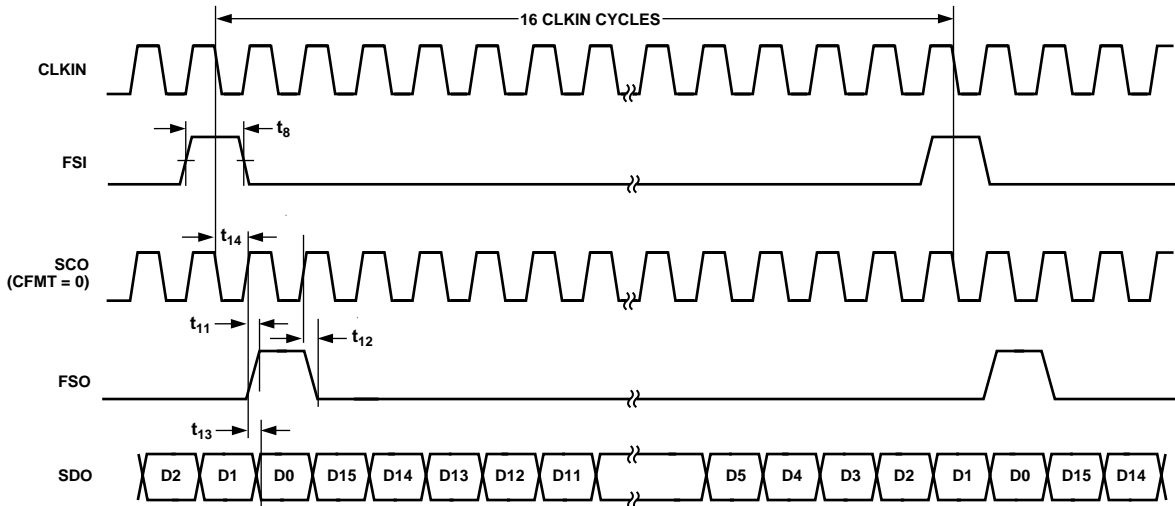 16 CLKIN CYCLES
CLKIN
t8
FSI
t14
SCO
(CFMT = 0)
t11
t12
FSO
t13
SDO D2 D1 D0 D15 D14 D13 D12 D11 D5 D4 D3 D2 D1 D0 D15 D14